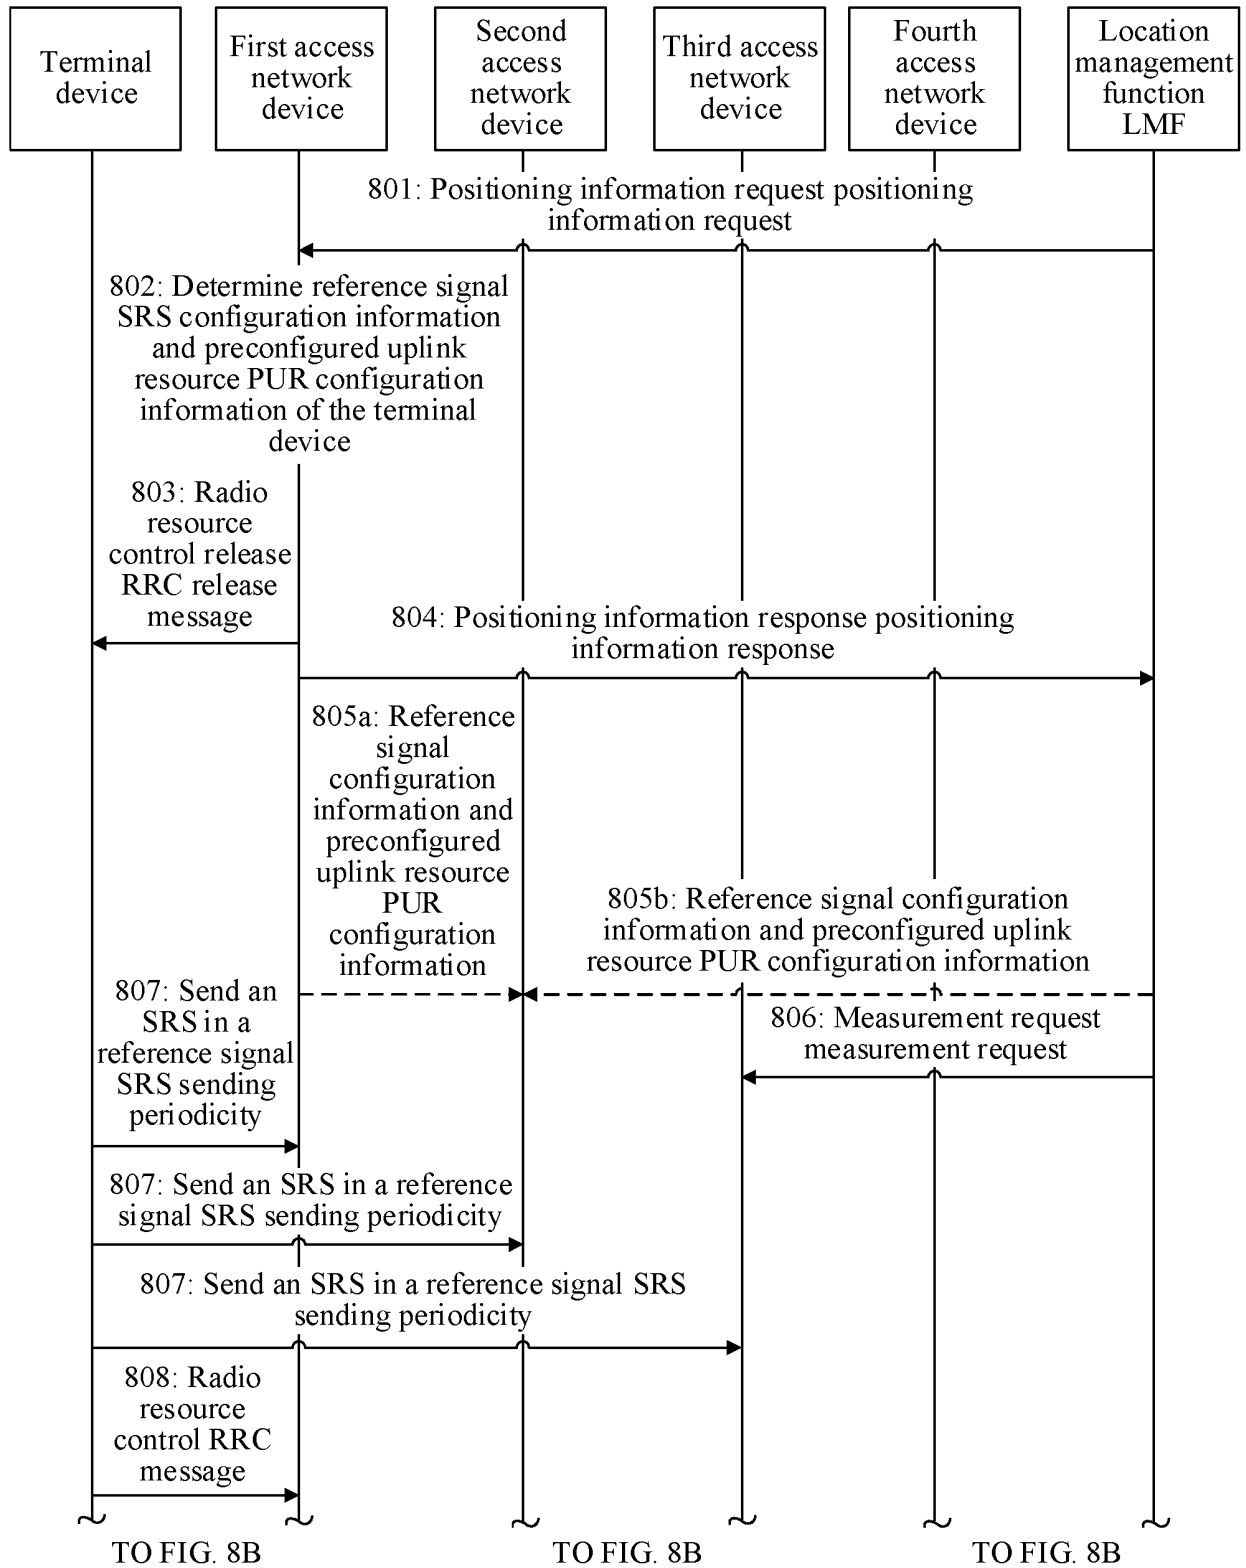 Terminal
device
First access
network
device
Second
access
network
device
Third access
network
device
Fourth
access
network
device
Location
management
function
LMF
801: Positioning information request positioning
information request
802: Determine reference signal
SRS configuration information
and preconfigured uplink
resource PUR configuration
information of the terminal
device
803: Radio
resource
control release
RRC release
message
804: Positioning information response positioning
information response
805a: Reference
signal
configuration
information and
preconfigured
uplink resource
PUR
configuration
information
805b: Reference signal configuration
information and preconfigured uplink
resource PUR configuration information
806: Measurement request
measurement request
807: Send an
SRS in a
reference signal
SRS sending
periodicity
807: Send an SRS in a reference
signal SRS sending periodicity
807: Send an SRS in a reference signal SRS
sending periodicity
808: Radio
resource
control RRC
message
TO FIG. 8B
TO FIG. 8B
TO FIG. 8B